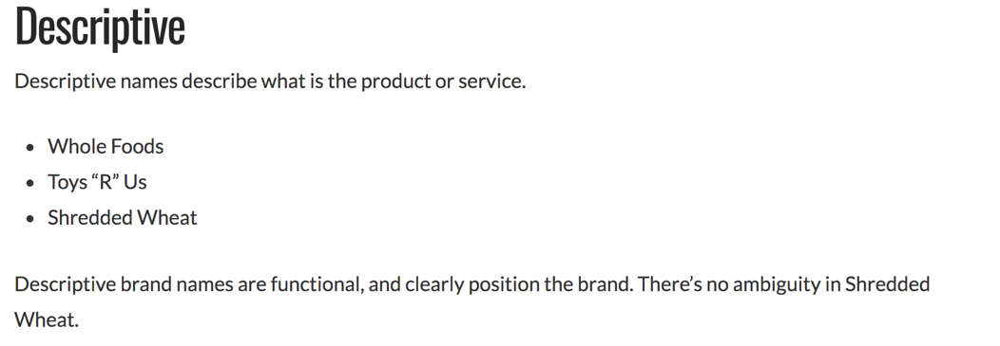 Descriptive
Descriptive names describe what is the product or service.
• Whole Foods
• Toys “R” Us
• Shredded Wheat
Descriptive brand names are functional, and clearly position the brand. There’s no ambiguity in Shredded
Wheat.